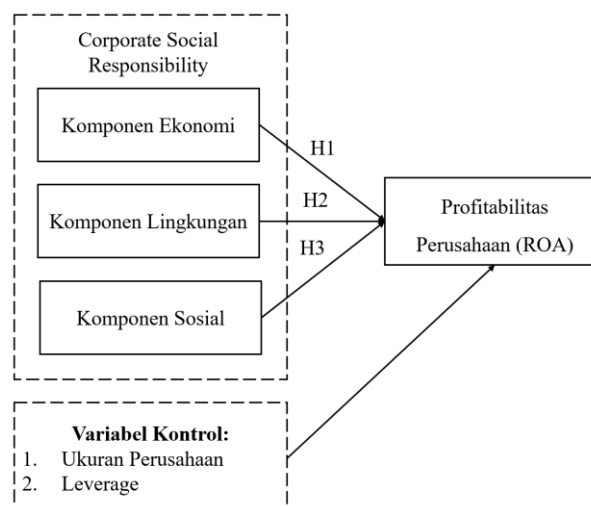 Corporate Social
Responsibility
Komponen Ekonomi
H1
Komponen Lingkungan
H2
Profitabilitas
Perusahaan (ROA)
H3
Komponen Sosial
Variabel Kontrol:
1. Ukuran Perusahaan
2. Leverage